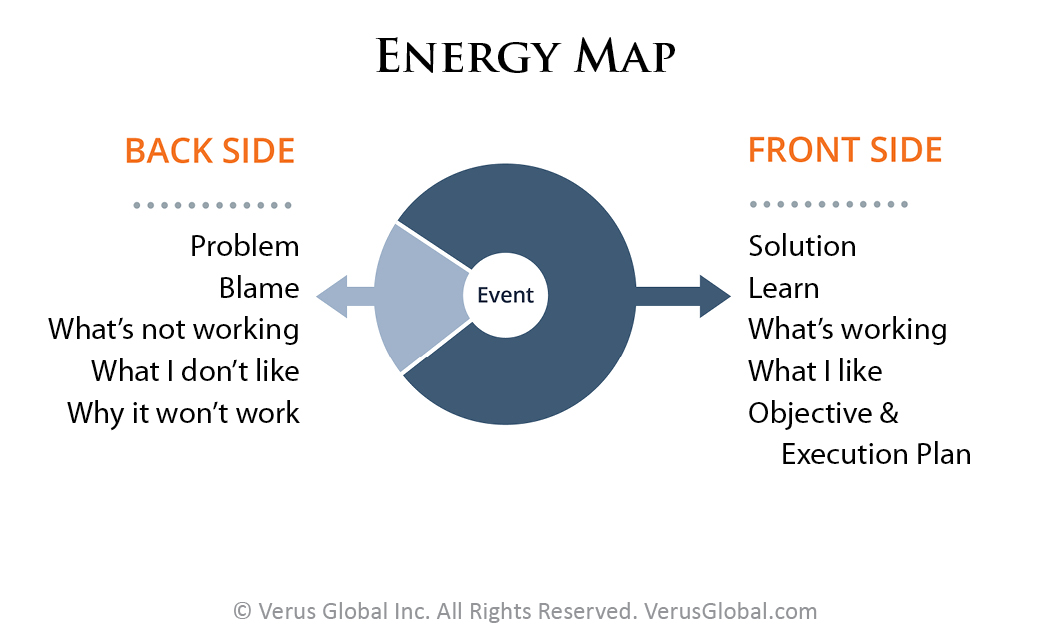 ENERGY MAP
BACK SIDE
Problem
Blame
What's not working
What I don't like
Why it won't work
Event
FRONT SIDE
Solution
Learn
What's working
What I like
Objective &
Execution Plan
© Verus Global Inc. All Rights Reserved. VerusGlobal.com